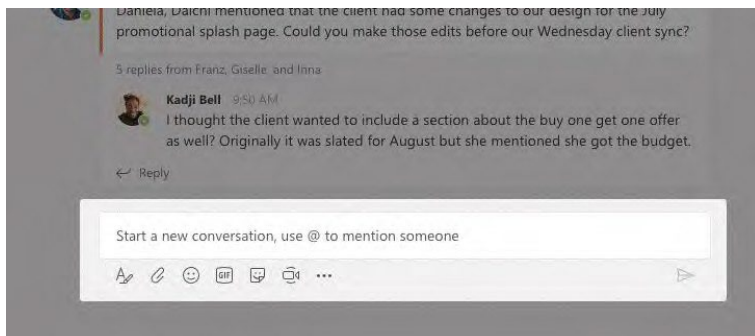 Daniela, Daichi mentioned that the client had some changes to our design for the July
promotional splash page. Could you make those edits before our Wednesday client sync?
5 replies from Franz, Giselle, and Inna
Kadji Bell 9:50 AM
I thought the client wanted to include a section about the buy one get one offer
as well? Originally it was slated for August but she mentioned she got the budget.
Reply
Start a new conversation, use @ to mention someone
GIF